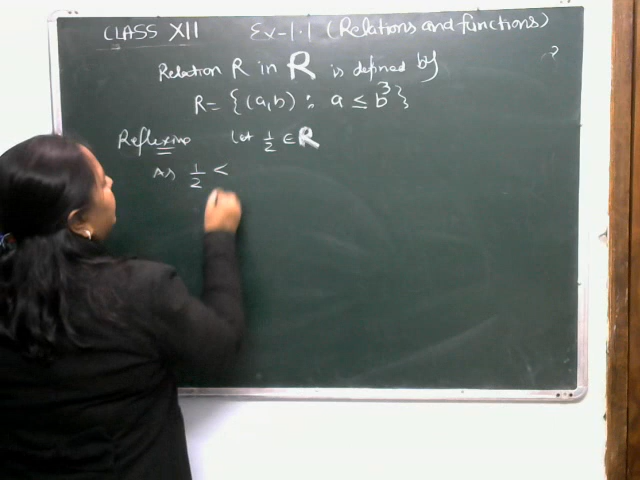 CLASS XII Ex-1.1 (Relations and functions)
Relation R in R is defined by
R = {(a,b) : a ≤ b³}
Reflexive Let 1/2 ∈ R
As 1/2 <